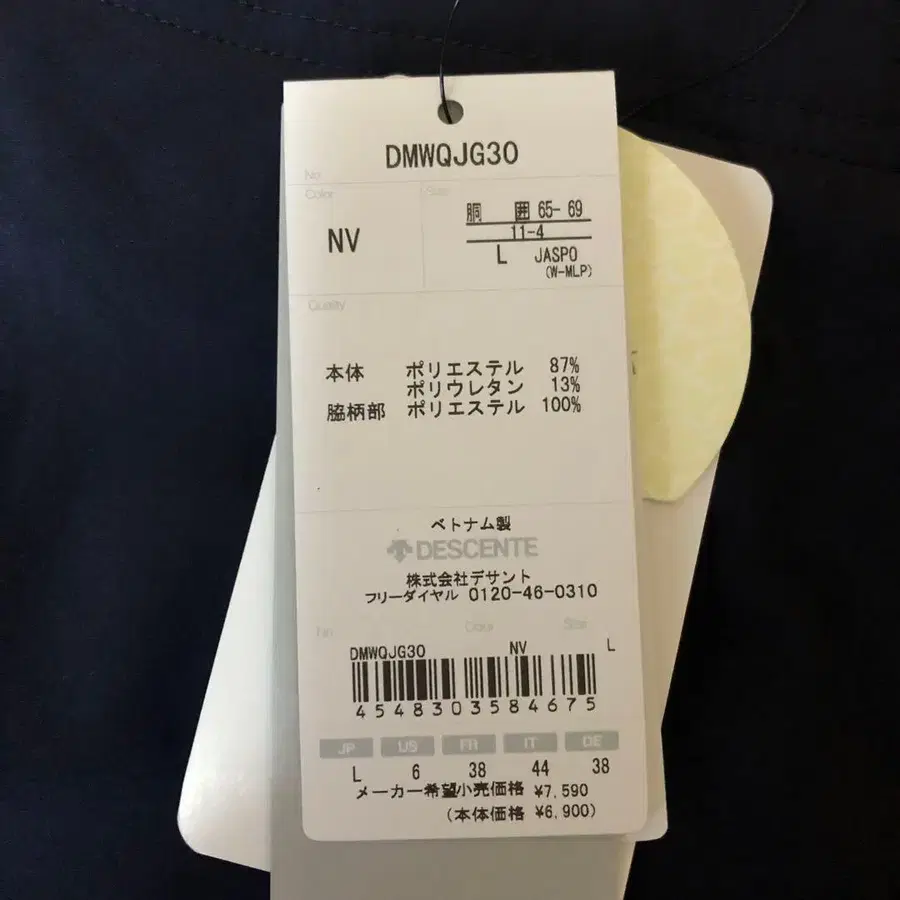 DMWQJG30
No.
Color
Size
NV
胴 囲 65- 69
11-4
L JASPO
(W-MLP)
Quality
本体 ポリエステル 87%
ポリウレタン 13%
脇柄部 ポリエステル 100%
ベトナム製
DESCENTE
株式会社デサント
フリーダイヤル 0120-46-0310
No. Color Size
DMWQJG30 NV L
4548303584675
JP US FR IT DE
L 6 38 44 38
メーカー希望小売価格 ¥7,590
(本体価格 ¥6,900)